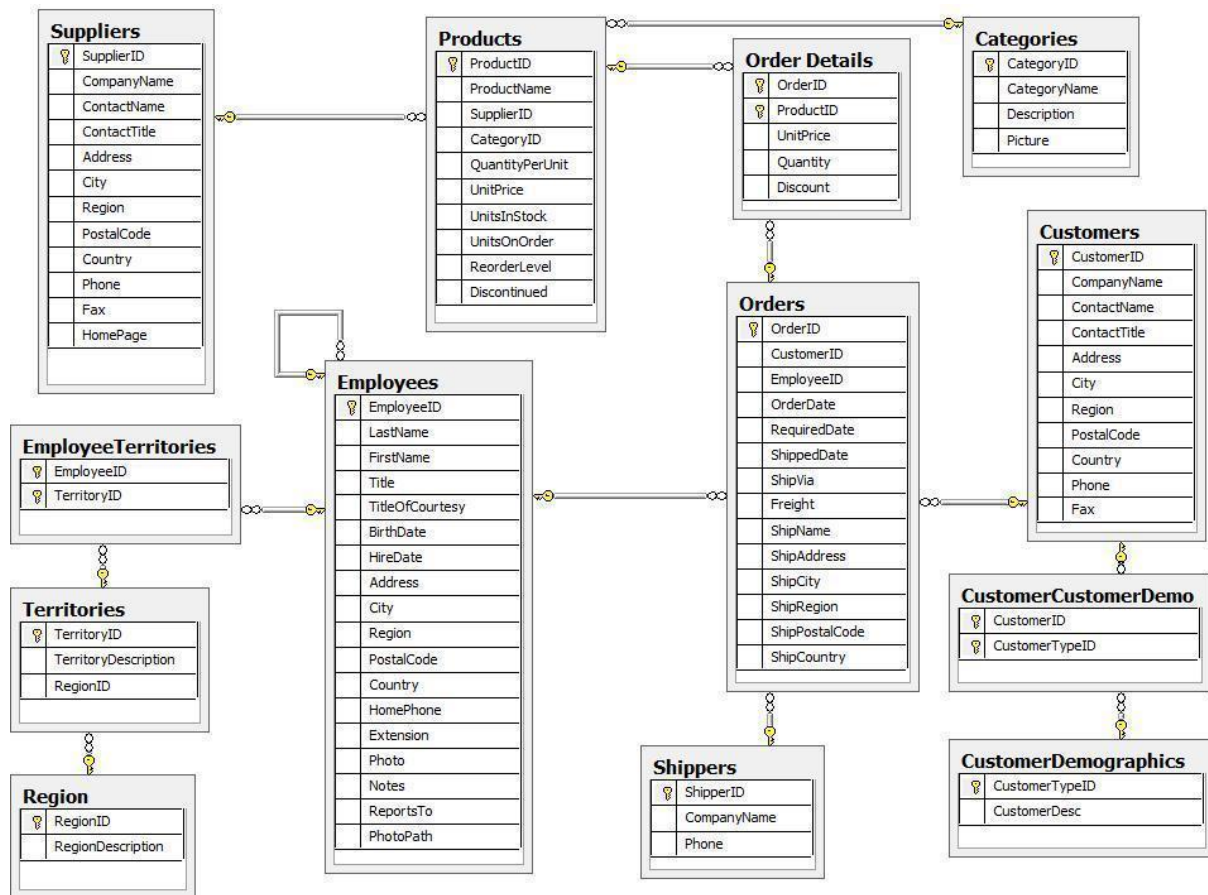 Suppliers
SupplierID
CompanyName
ContactName
ContactTitle
Address
City
Region
PostalCode
Country
Phone
Fax
HomePage
Products
ProductID
ProductName
SupplierID
CategoryID
QuantityPerUnit
UnitPrice
UnitsInStock
UnitsOnOrder
ReorderLevel
Discontinued
Order Details
OrderID
ProductID
UnitPrice
Quantity
Discount
Categories
CategoryID
CategoryName
Description
Picture
Customers
CustomerID
CompanyName
ContactName
ContactTitle
Address
City
Region
PostalCode
Country
Phone
Fax
Orders
OrderID
CustomerID
EmployeeID
OrderDate
RequiredDate
ShippedDate
ShipVia
Freight
ShipName
ShipAddress
ShipCity
ShipRegion
ShipPostalCode
ShipCountry
Employees
EmployeeID
LastName
FirstName
Title
TitleOfCourtesy
BirthDate
HireDate
Address
City
Region
PostalCode
Country
HomePhone
Extension
Photo
Notes
ReportsTo
PhotoPath
EmployeeTerritories
EmployeeID
TerritoryID
Territories
TerritoryID
TerritoryDescription
RegionID
Region
RegionID
RegionDescription
Shippers
ShipperID
CompanyName
Phone
CustomerCustomerDemo
CustomerID
CustomerTypeID
CustomerDemographics
CustomerTypeID
CustomerDesc